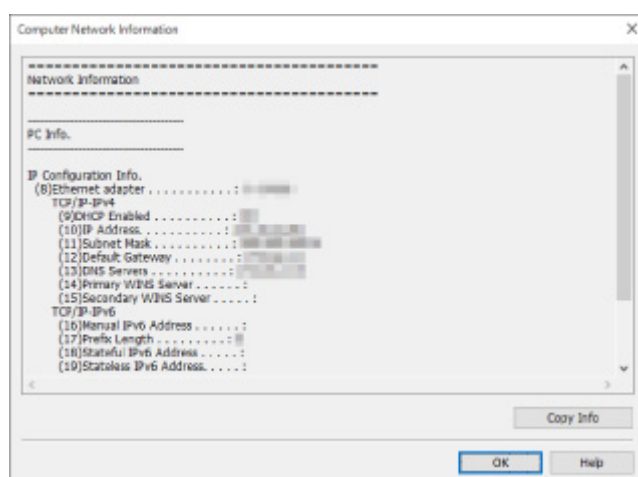 Computer Network Information
========================================
Network Information
========================================
--------------------------------
PC Info.
--------------------------------
IP Configuration Info.
(8)Ethernet adapter . . . . . . . . . . . :
TCP/IP-IPv4
(9)DHCP Enabled . . . . . . . . . . :
(10)IP Address. . . . . . . . . . . :
(11)Subnet Mask . . . . . . . . . . :
(12)Default Gateway . . . . . . . . :
(13)DNS Servers . . . . . . . . . . :
(14)Primary WINS Server . . . . . . :
(15)Secondary WINS Server . . . . . :
TCP/IP-IPv6
(16)Manual IPv6 Address . . . . . . :
(17)Prefix Length . . . . . . . . . :
(18)Stateful IPv6 Address . . . . . :
(19)Stateless IPv6 Address. . . . . :
Copy Info
OK
Help